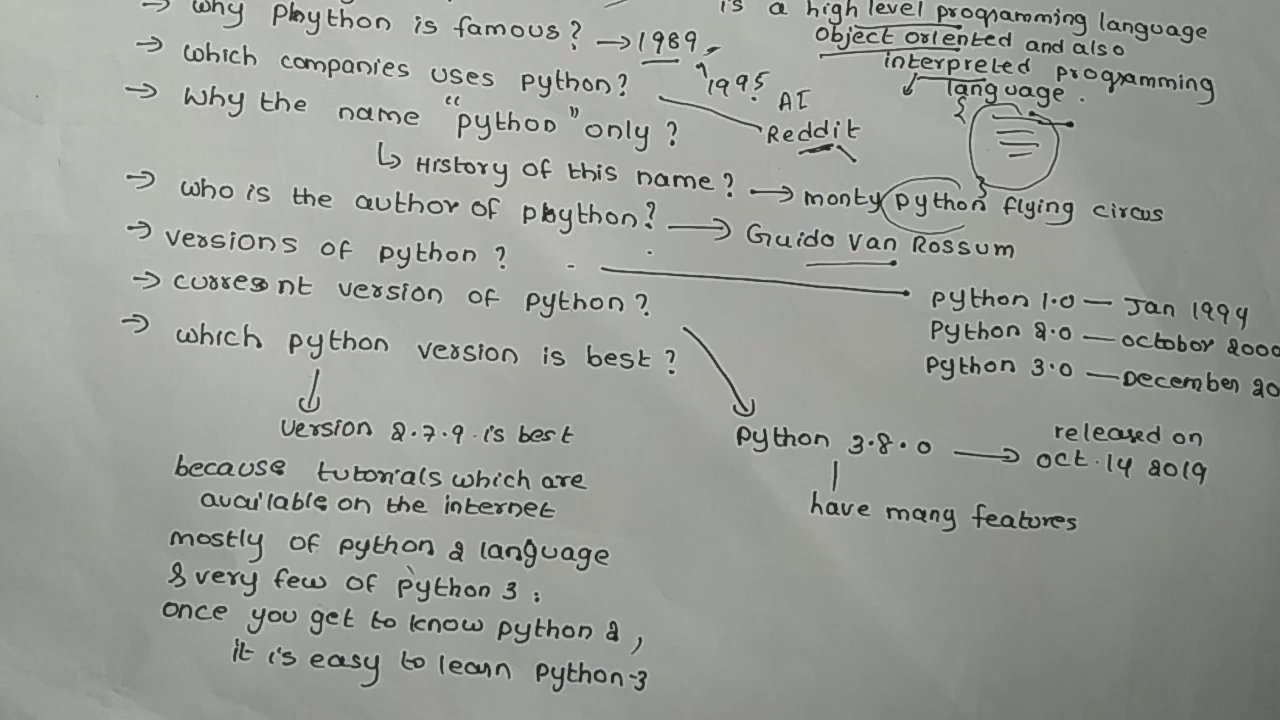 → why Phython is famous? → 1989
is a high level programming language
object oriented and also
interpreted programming
language.
→ which companies uses python?
1995
AI
Reddit
→ Why the name "python" only?
↳ History of this name? → monty python flying circus
→ who is the author of phython? → Guido Van Rossum
→ versions of python?
python 1.0 — Jan 1994
Python 2.0 — october 2000
Python 3.0 — December 20
→ current version of python?
→ which python version is best?
version 2.7.9 is best
because tutorials which are
available on the internet
mostly of python 2 language
& very few of python 3 :
once you get to know python 2,
it is easy to learn python-3
python 3.8.0 → released on
oct.14 2019
have many features